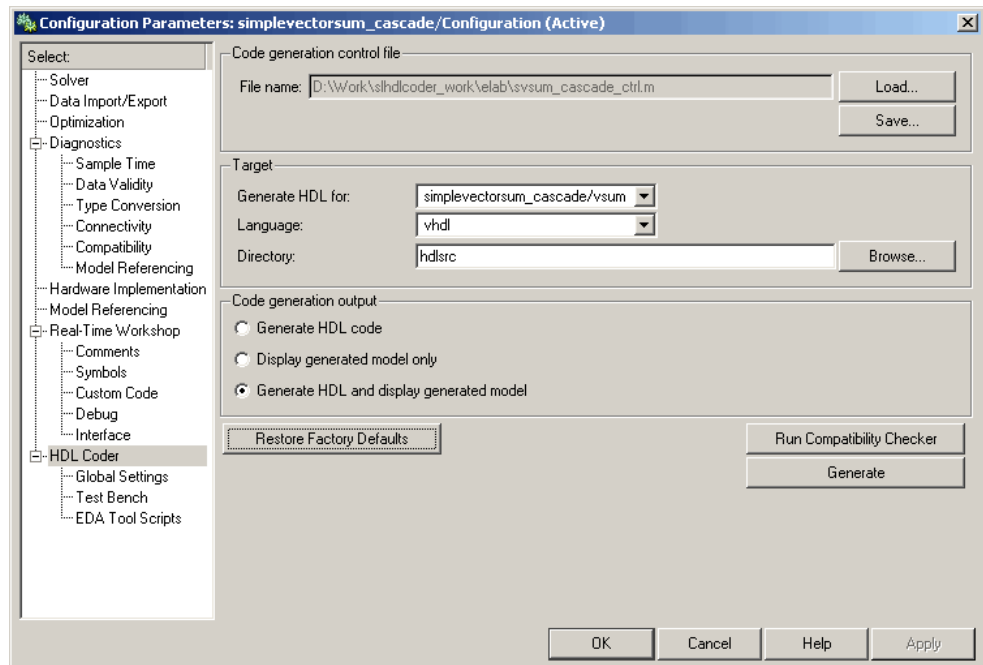 Configuration Parameters: simplevectorsum_cascade/Configuration (Active)
Select:
Solver
Data Import/Export
Optimization
Diagnostics
Sample Time
Data Validity
Type Conversion
Connectivity
Compatibility
Model Referencing
Hardware Implementation
Model Referencing
Real-Time Workshop
Comments
Symbols
Custom Code
Debug
Interface
HDL Coder
Global Settings
Test Bench
EDA Tool Scripts
Code generation control file
File name: D:\Work\slhdlcoder_work\elab\svsum_cascade_ctrl.m
Load...
Save...
Target
Generate HDL for: simplevectorsum_cascade/vsum
Language: vhdl
Directory: hdlsrc
Browse...
Code generation output
Generate HDL code
Display generated model only
Generate HDL and display generated model
Restore Factory Defaults
Run Compatibility Checker
Generate
OK Cancel Help Apply